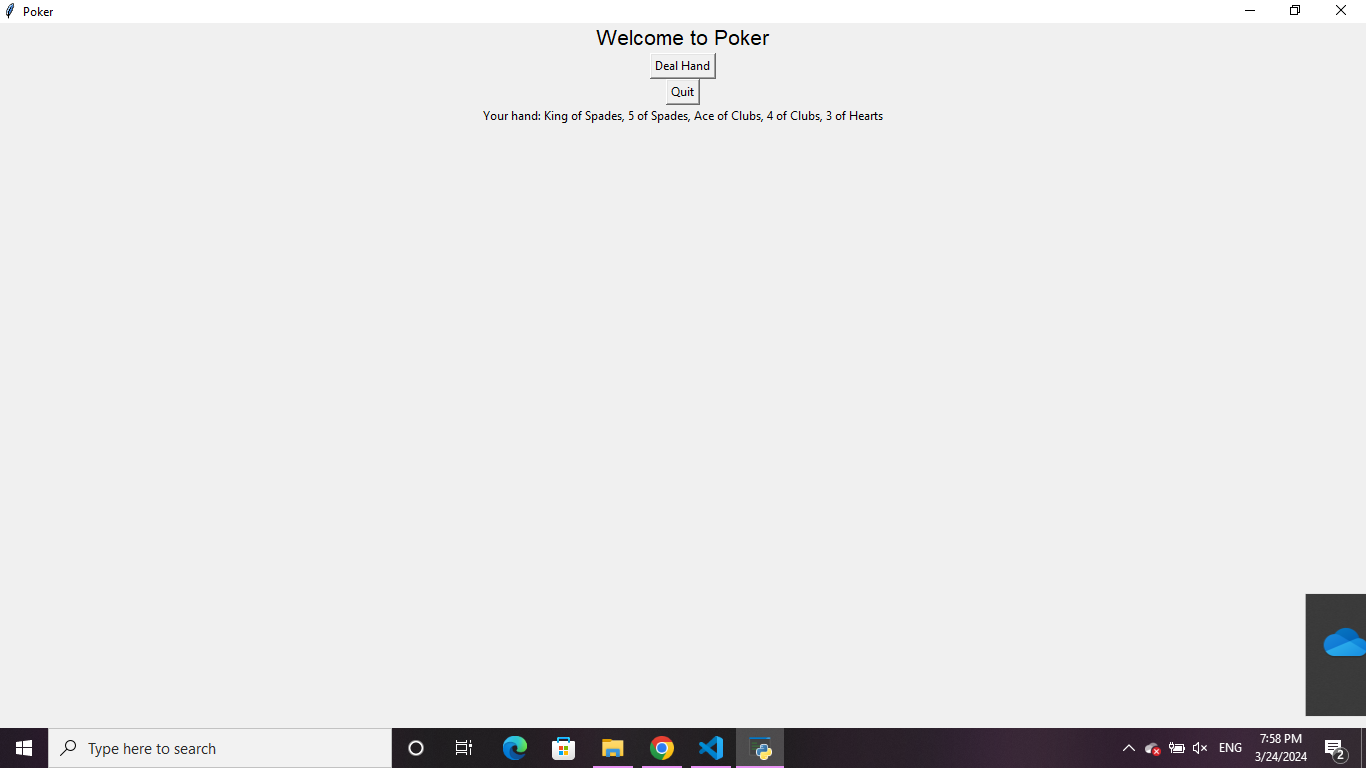 Poker
Welcome to Poker
Deal Hand
Quit
Your hand: King of Spades, 5 of Spades, Ace of Clubs, 4 of Clubs, 3 of Hearts
Type here to search
ENG
7:58 PM
3/24/2024
2